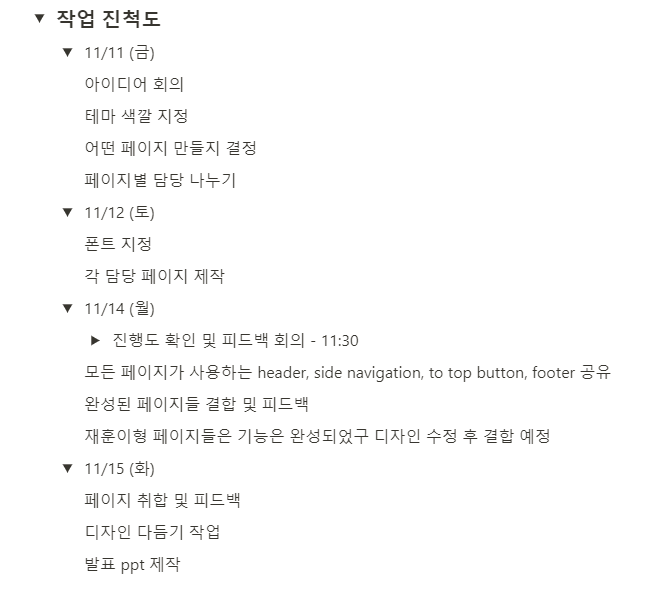 작업 진척도
11/11 (금)
아이디어 회의
테마 색깔 지정
어떤 페이지 만들지 결정
페이지별 담당 나누기
11/12 (토)
폰트 지정
각 담당 페이지 제작
11/14 (월)
진행도 확인 및 피드백 회의 - 11:30
모든 페이지가 사용하는 header, side navigation, to top button, footer 공유
완성된 페이지들 결합 및 피드백
재훈이형 페이지들은 기능은 완성되었구 디자인 수정 후 결합 예정
11/15 (화)
페이지 취합 및 피드백
디자인 다듬기 작업
발표 ppt 제작